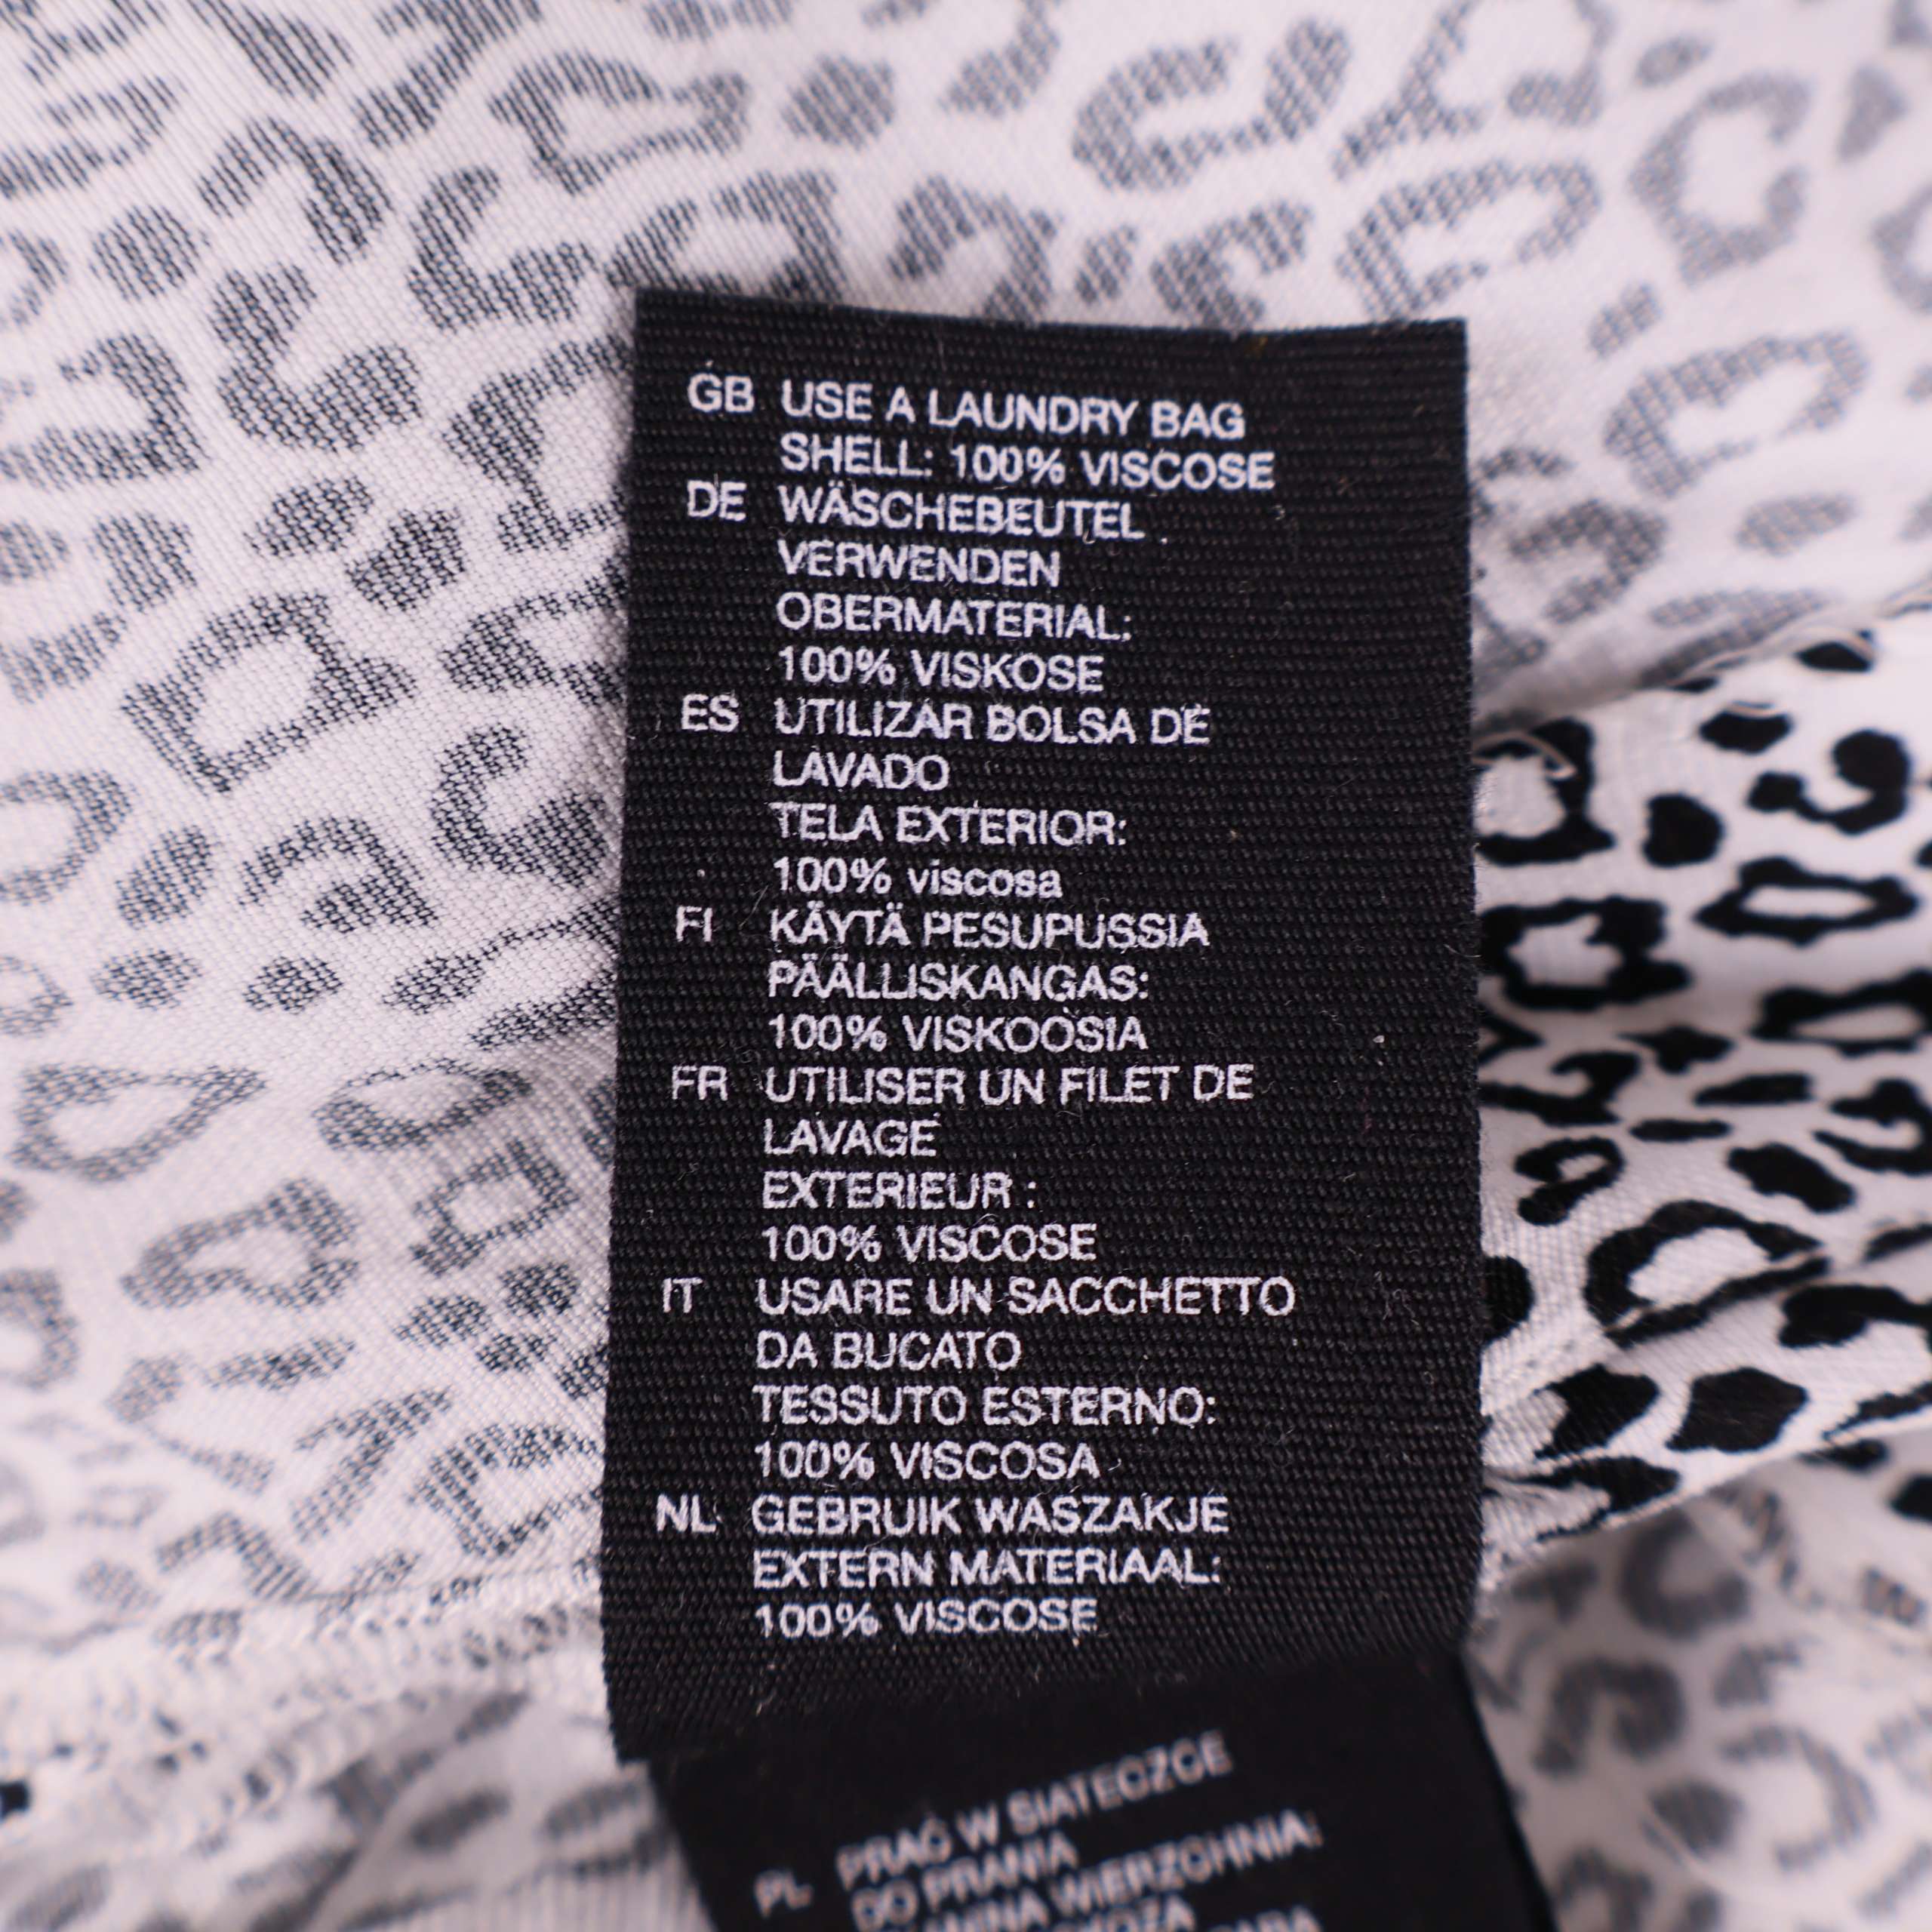 GB USE A LAUNDRY BAG
SHELL: 100% VISCOSE
DE WÄSCHEBEUTEL
VERWENDEN
OBERMATERIAL:
100% VISKOSE
ES UTILIZAR BOLSA DE
LAVADO
TELA EXTERIOR:
100% viscosa
FI KÄYTÄ PESUPUSSIA
PÄÄLLISKANGAS:
100% VISKOOSIA
FR UTILISER UN FILET DE
LAVAGE
EXTERIEUR :
100% VISCOSE
IT USARE UN SACCHETTO
DA BUCATO
TESSUTO ESTERNO:
100% VISCOSA
NL GEBRUIK WASZAKJE
EXTERN MATERIAAL:
100% VISCOSE
PL PRAĆ W SIATECZCE
DO PRANIA
WIERZCHNIA: